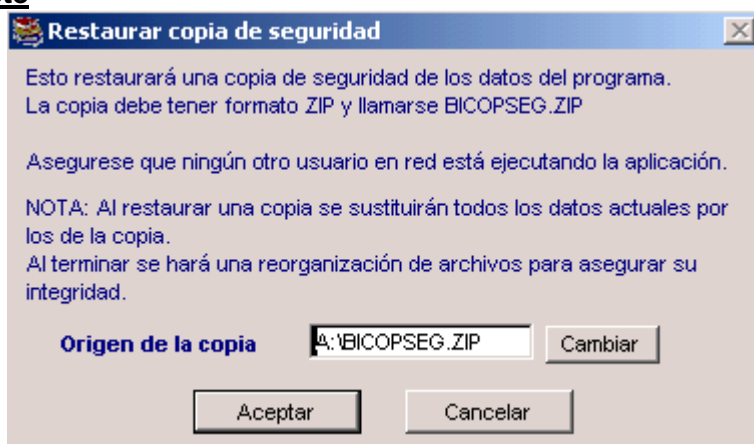 Restaurar copia de seguridad
Esto restaurará una copia de seguridad de los datos del programa.
La copia debe tener formato ZIP y llamarse BICOPSEG.ZIP
Asegurese que ningún otro usuario en red está ejecutando la aplicación.
NOTA: Al restaurar una copia se sustituirán todos los datos actuales por
los de la copia.
Al terminar se hará una reorganización de archivos para asegurar su
integridad.
Origen de la copia A:\BICOPSEG.ZIP Cambiar
Aceptar Cancelar